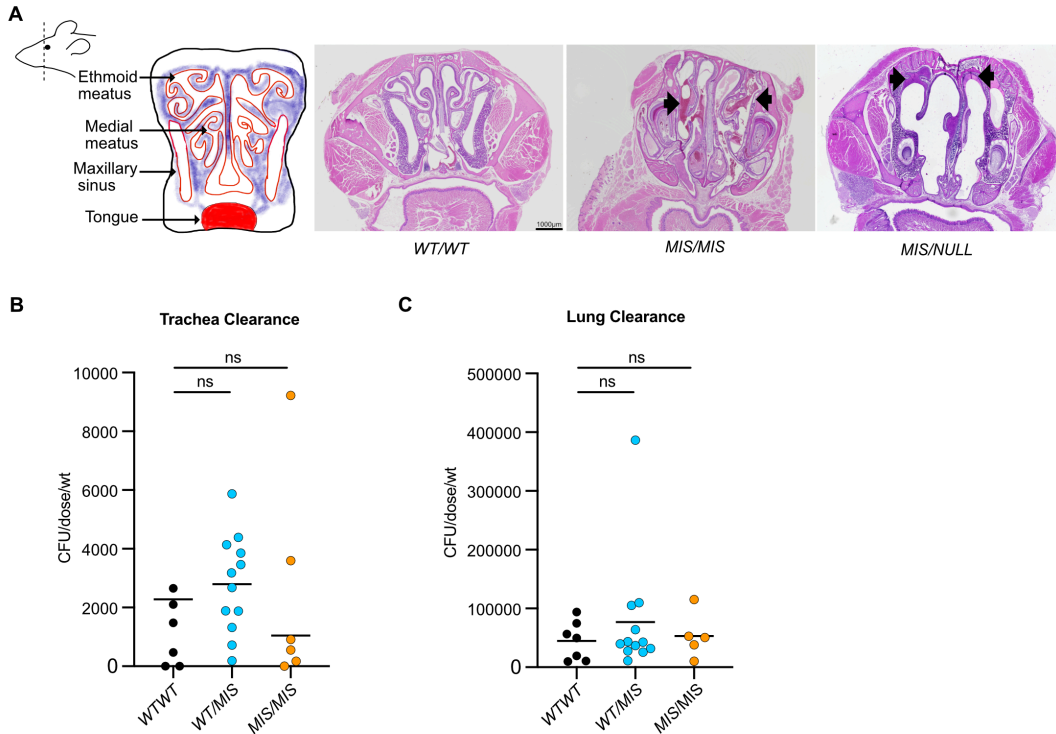 A
Ethmoid
meatus
Medial
meatus
Maxillary
sinus
Tongue
1000µm
WT/WT
MIS/MIS
MIS/NULL
B
Trachea Clearance
ns
ns
CFU/dose/wt
10000
8000
6000
4000
2000
0
WTWT
WT/MIS
MIS/MIS
C
Lung Clearance
ns
ns
CFU/dose/wt
500000
400000
300000
200000
100000
0
WTWT
WT/MIS
MIS/MIS